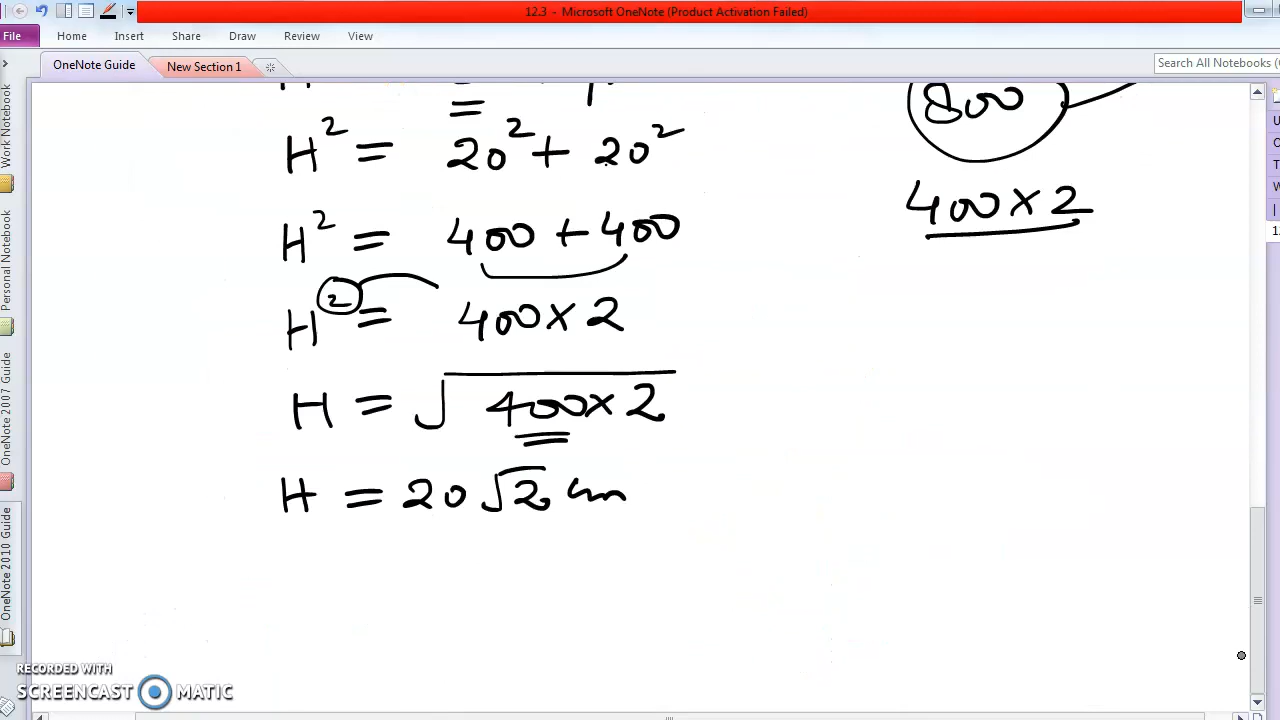 12.3 - Microsoft OneNote (Product Activation Failed)
File Home Insert Share Draw Review View
OneNote Guide New Section 1
Search All Notebooks (
Work Notebook
Personal Notebook
OneNote 2007 Guide
OneNote 2010 Guide
800
H² = 20² + 20²
400 × 2
H² = 400 + 400
H² = 400 × 2
H = √400 × 2
H = 20 √2 cm
RECORDED WITH
SCREENCAST MATIC